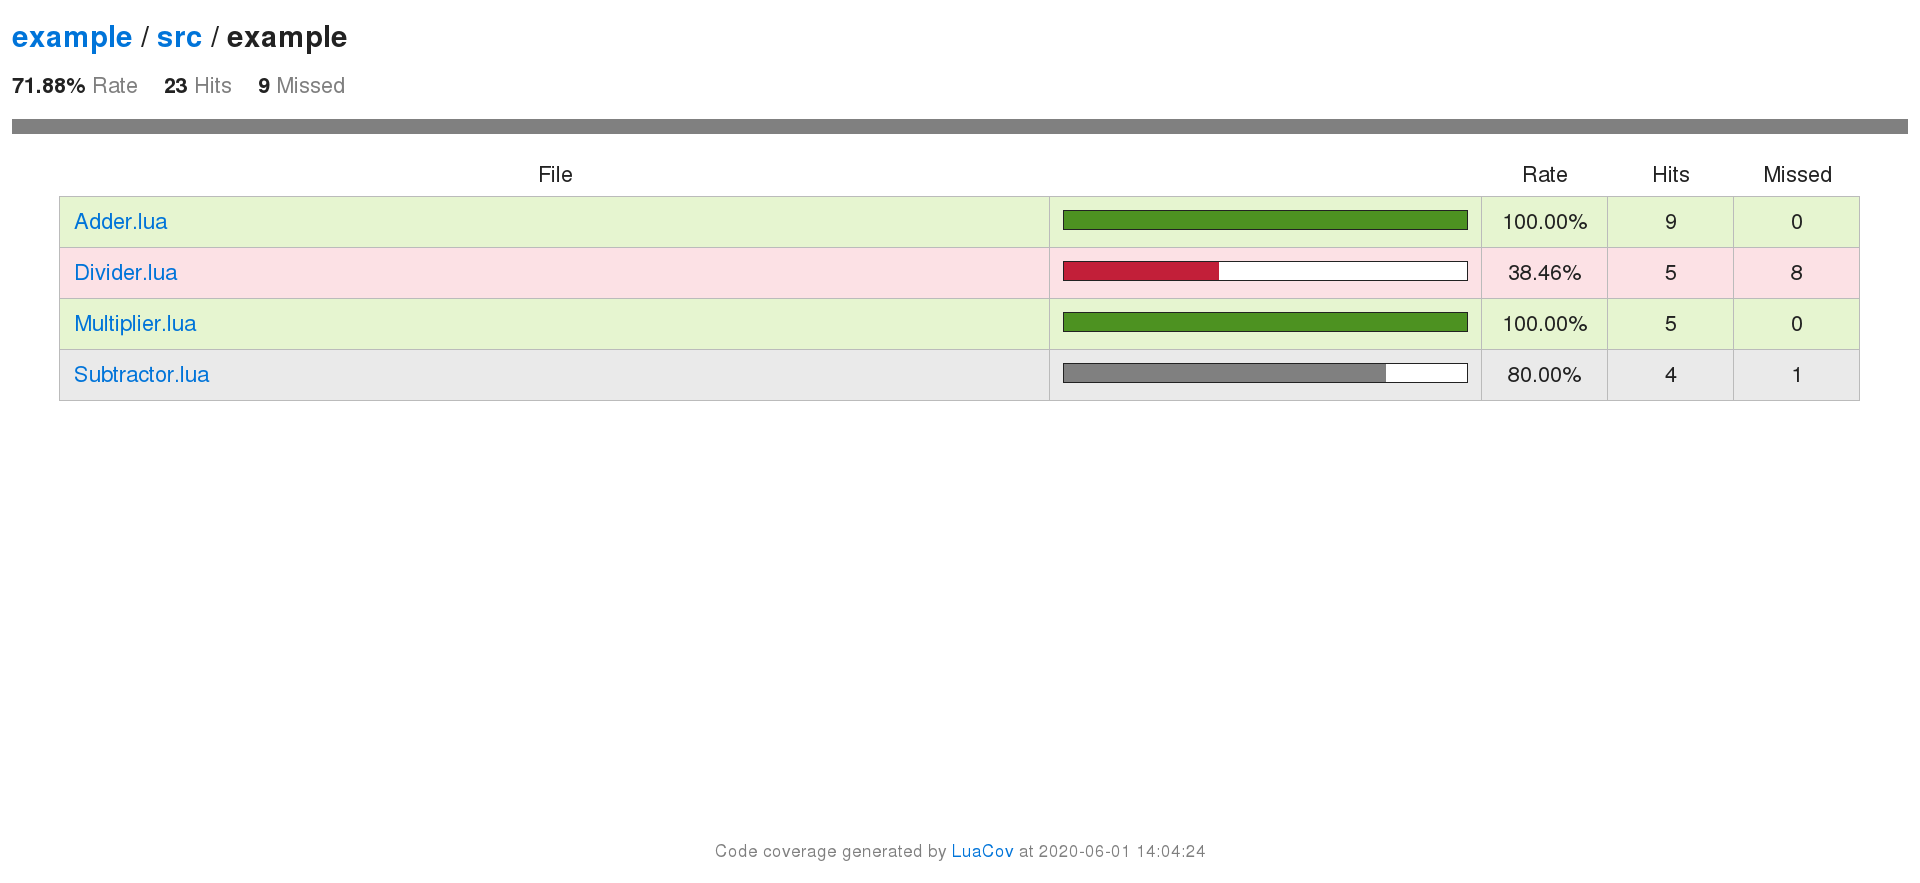 example / src / example
71.88% Rate 23 Hits 9 Missed
File Rate Hits Missed
Adder.lua 100.00% 9 0
Divider.lua 38.46% 5 8
Multiplier.lua 100.00% 5 0
Subtractor.lua 80.00% 4 1
Code coverage generated by LuaCov at 2020-06-01 14:04:24